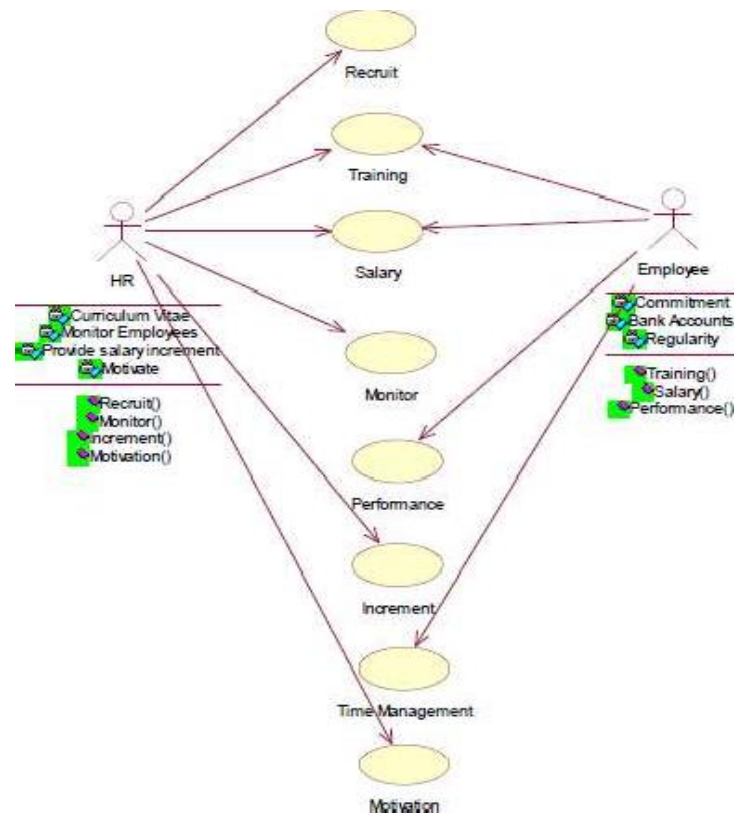 Recruit
Training
Salary
HR
Employee
Curriculum Vitae
Monitor Employees
Provide salary increment
Motivate
Commitment
Bank Accounts
Regularity
Monitor
Recruit()
Monitor()
Increment()
Motivation()
Training()
Salary()
Performance()
Performance
Increment
Time Management
Motivation